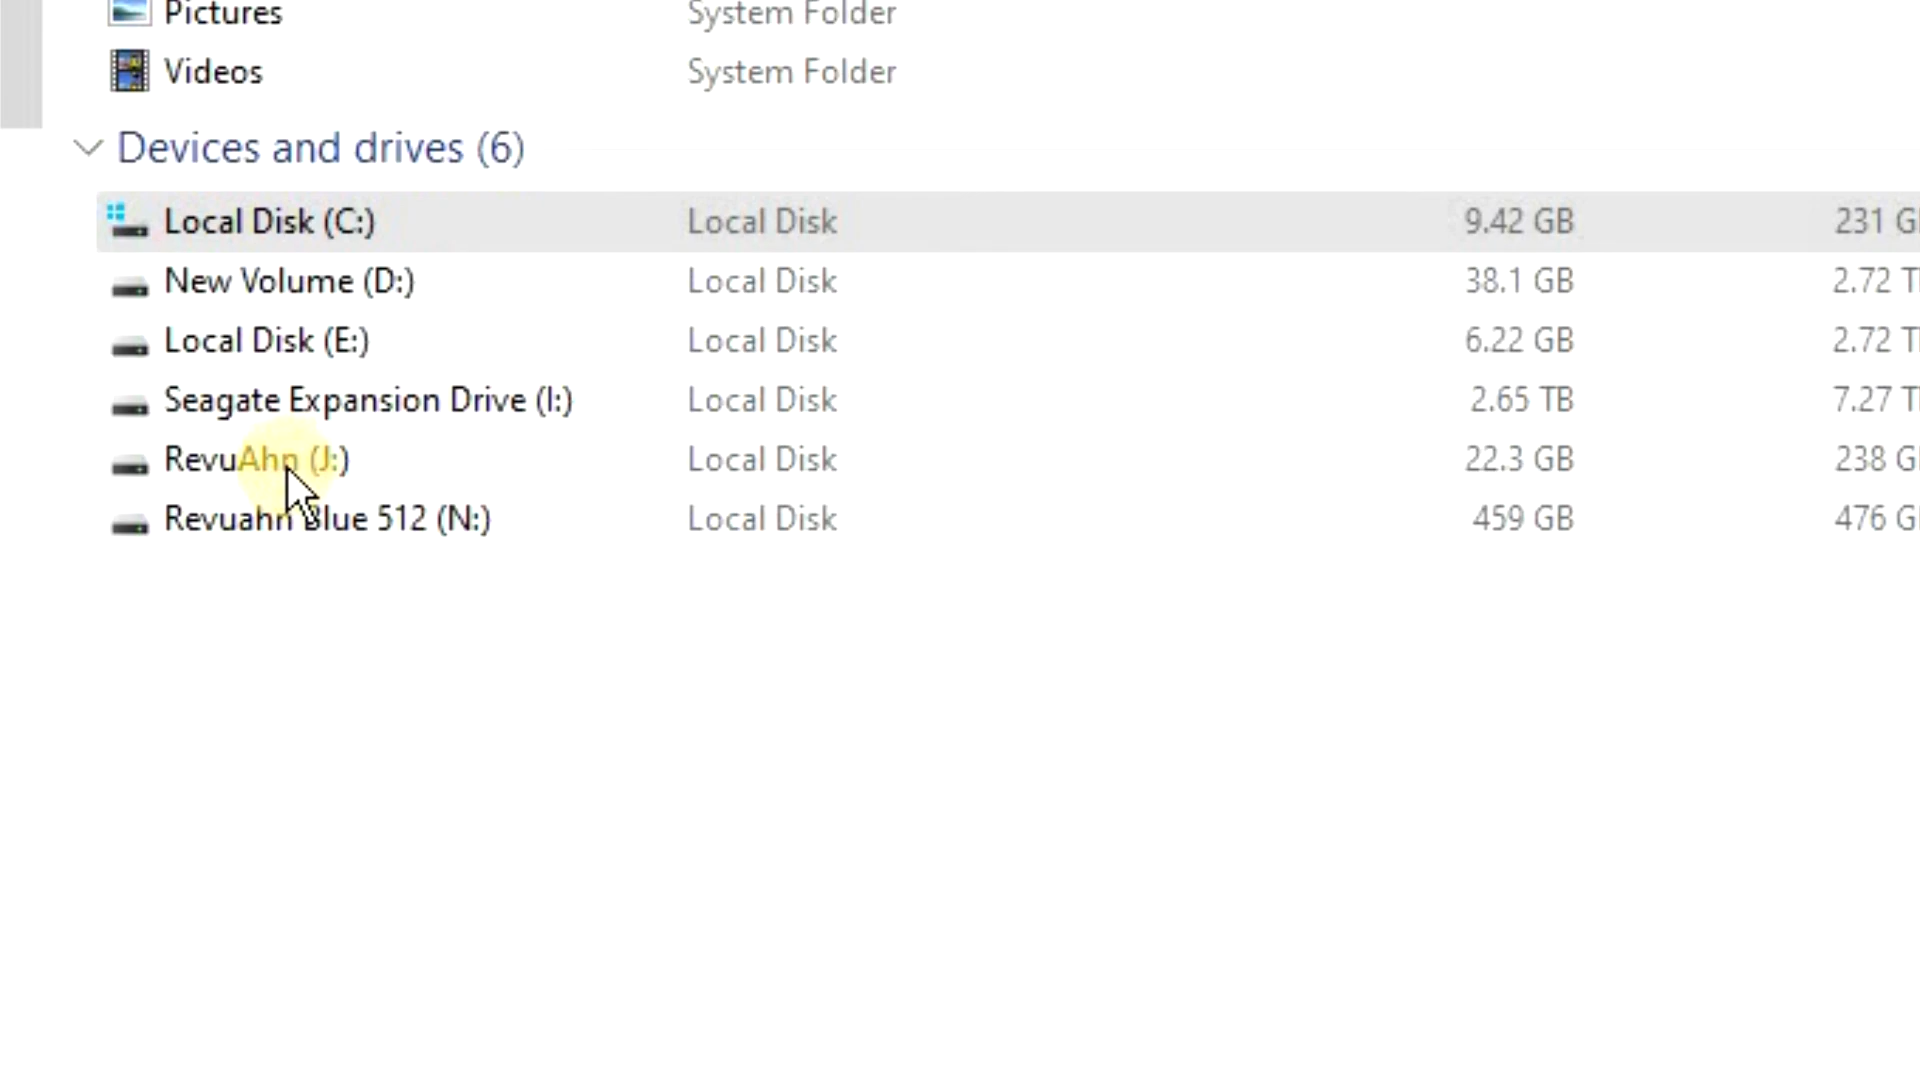 Pictures System Folder
Videos System Folder
Devices and drives (6)
Local Disk (C:) Local Disk 9.42 GB 231 G
New Volume (D:) Local Disk 38.1 GB 2.72 T
Local Disk (E:) Local Disk 6.22 GB 2.72 T
Seagate Expansion Drive (I:) Local Disk 2.65 TB 7.27 T
RevuAhn (J:) Local Disk 22.3 GB 238 G
Revuahn Blue 512 (N:) Local Disk 459 GB 476 G